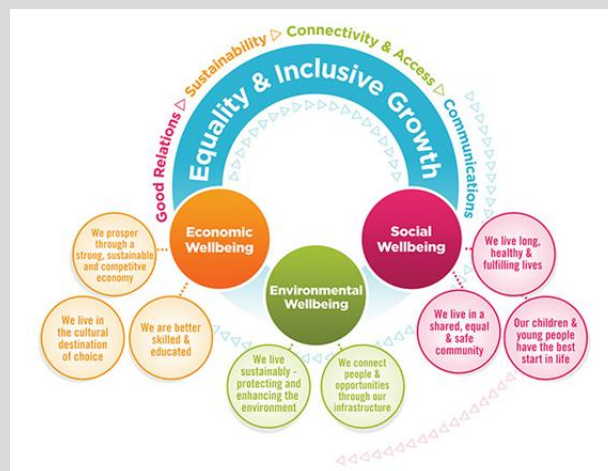 Good Relations ▷ Sustainability ▷ Connectivity & Access ▷ Communications
Equality & Inclusive Growth
Economic
Wellbeing
Environmental
Wellbeing
Social
Wellbeing
We prosper
through a
strong, sustainable
and competitve
economy
We live in
the cultural
destination
of choice
We are better
skilled &
educated
We live
sustainably -
protecting and
enhancing the
environment
We connect
people &
opportunities
through our
infrastructure
We live in a
shared, equal
& safe
community
We live long,
healthy &
fulfilling lives
Our children &
young people
have the best
start in life